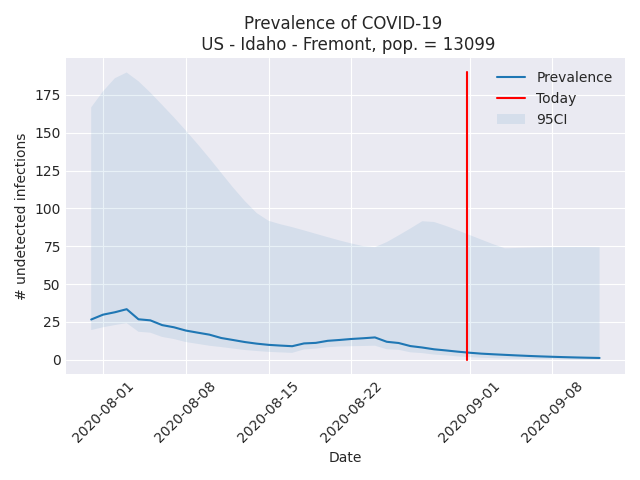 Prevalence of COVID-19
US - Idaho - Fremont, pop. = 13099
Prevalence
Today
95CI
175
150
125
100
75
50
25
0
# undetected infections
2020-08-01
2020-08-08
2020-08-15
2020-08-22
2020-09-01
2020-09-08
Date